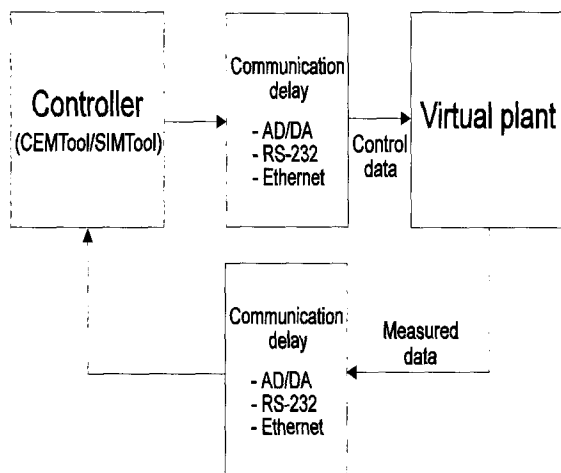 Controller
(CEMTool/SIMTool)
Communication
delay
- AD/DA
- RS-232
- Ethernet
Control
data
Virtual plant
Communication
delay
- AD/DA
- RS-232
- Ethernet
Measured
data